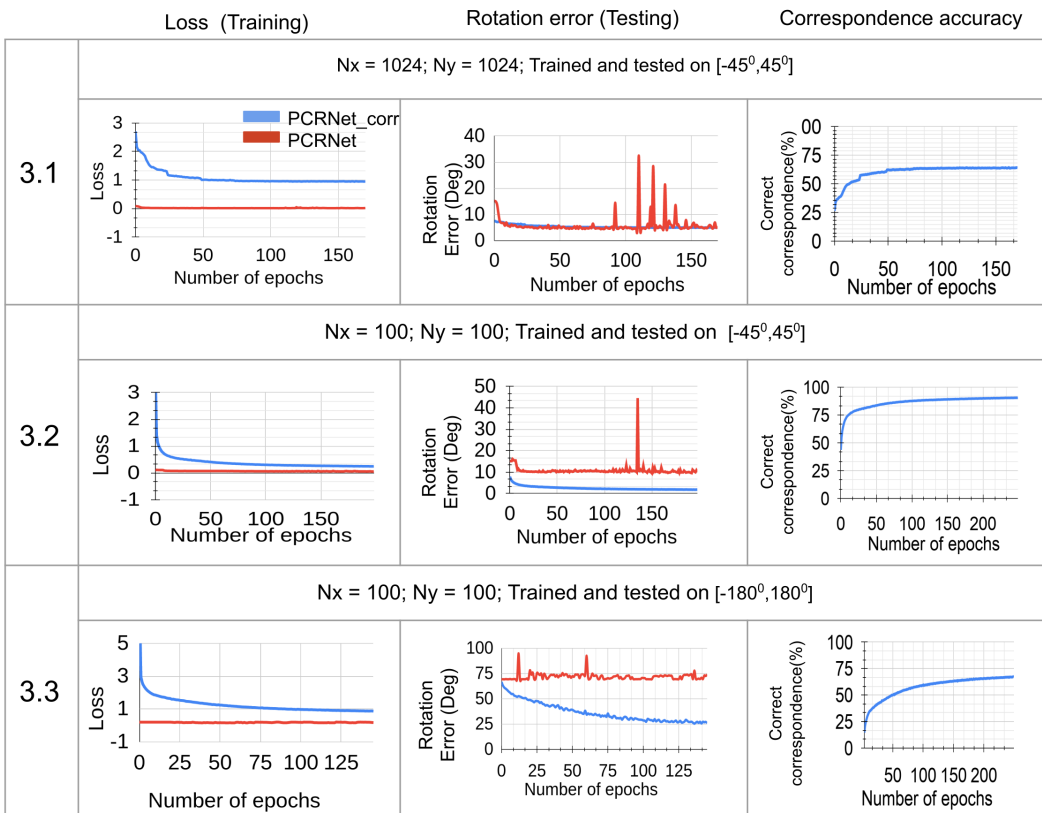 Loss  (Training)
Rotation error (Testing)
Correspondence accuracy
3.1
Nx = 1024; Ny = 1024; Trained and tested on [-45⁰,45⁰]
PCRNet_corr
PCRNet
3
2
1
0
-1
Loss
0
50
100
150
Number of epochs
40
30
20
10
0
Rotation
Error (Deg)
0
50
100
150
Number of epochs
00
75
50
25
0
Correct
correspondence(%)
0
50
100
150
Number of epochs
3.2
Nx = 100; Ny = 100; Trained and tested on [-45⁰,45⁰]
3
2
1
0
-1
Loss
0
50
100
150
Number of epochs
50
40
30
20
10
0
Rotation
Error (Deg)
0
50
100
150
Number of epochs
100
75
50
25
0
Correct
correspondence(%)
0
50
100
150
200
Number of epochs
3.3
Nx = 100; Ny = 100; Trained and tested on [-180⁰,180⁰]
5
3
1
-1
Loss
0
25
50
75
100
125
Number of epochs
100
75
50
25
0
Rotation
Error (Deg)
0
25
50
75
100
125
Number of epochs
100
75
50
25
0
Correct
correspondence(%)
50
100
150
200
Number of epochs